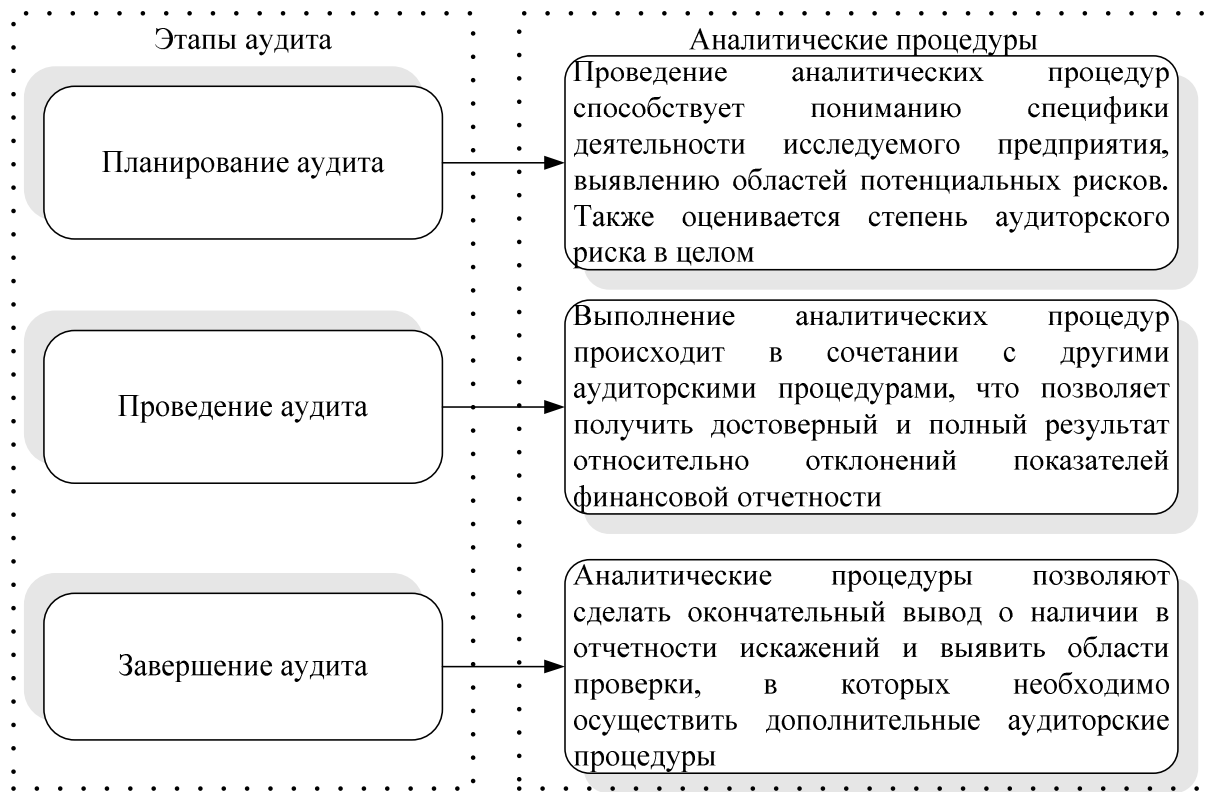 Этапы аудита
Аналитические процедуры
Планирование аудита
Проведение аналитических процедур
способствует пониманию специфики
деятельности исследуемого предприятия,
выявлению областей потенциальных рисков.
Также оценивается степень аудиторского
риска в целом
Проведение аудита
Выполнение аналитических процедур
происходит в сочетании с другими
аудиторскими процедурами, что позволяет
получить достоверный и полный результат
относительно отклонений показателей
финансовой отчетности
Завершение аудита
Аналитические процедуры позволяют
сделать окончательный вывод о наличии в
отчетности искажений и выявить области
проверки, в которых необходимо
осуществить дополнительные аудиторские
процедуры